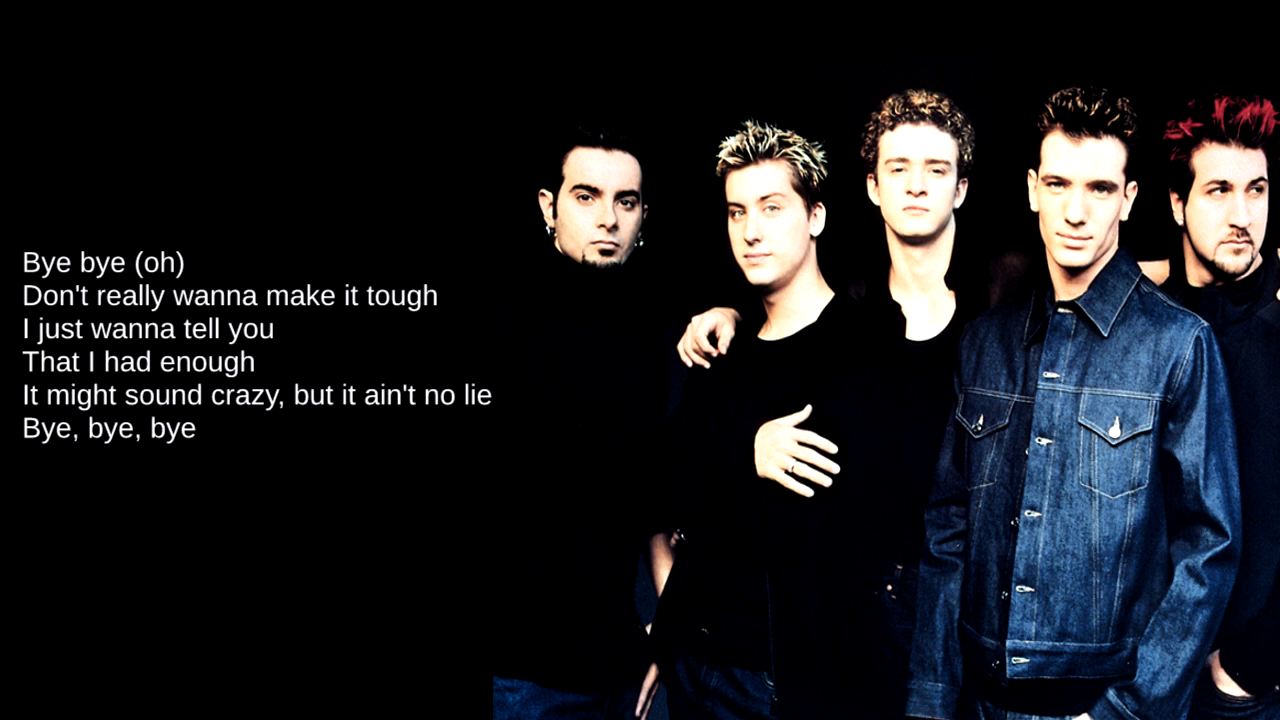 Bye bye (oh)
Don't really wanna make it tough
I just wanna tell you
That I had enough
It might sound crazy, but it ain't no lie
Bye, bye, bye